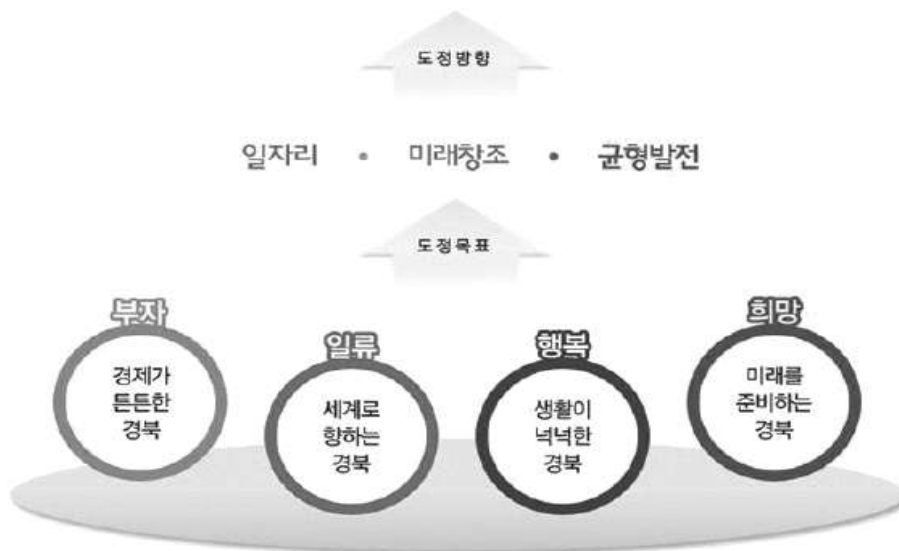 도정방향
일자리 • 미래창조 • 균형발전
도정목표
부자
경제가
튼튼한
경북
일류
세계로
향하는
경북
행복
생활이
넉넉한
경북
희망
미래를
준비하는
경북